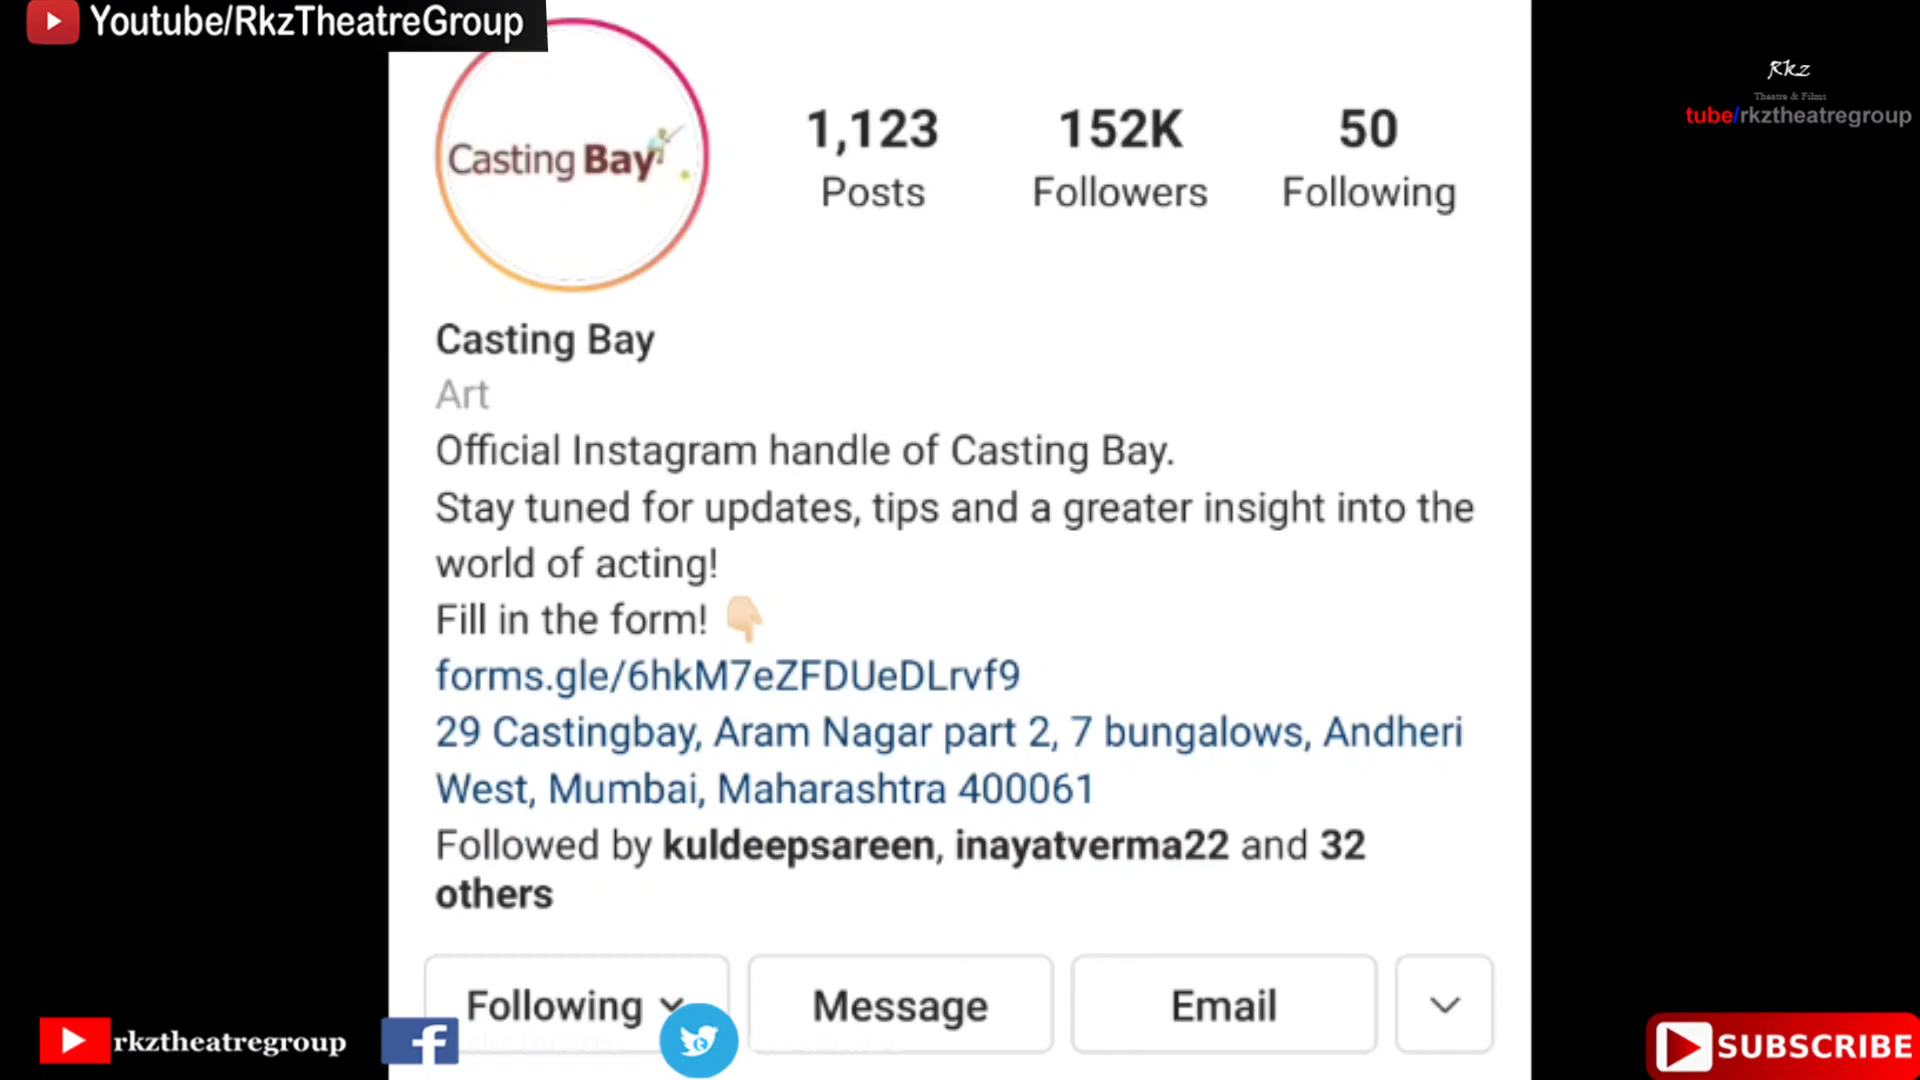 Youtube/RkzTheatreGroup
Rkz
Theatre & Films
tube/rkztheatregroup
Casting Bay
1,123
152K
50
Posts
Followers
Following
Casting Bay
Art
Official Instagram handle of Casting Bay.
Stay tuned for updates, tips and a greater insight into the
world of acting!
Fill in the form! 👇🏻
forms.gle/6hkM7eZFDUeDLrvf9
29 Castingbay, Aram Nagar part 2, 7 bungalows, Andheri
West, Mumbai, Maharashtra 400061
Followed by kuldeepsareen, inayatverma22 and 32
others
Following
Message
Email
rkztheatregroup
SUBSCRIBE